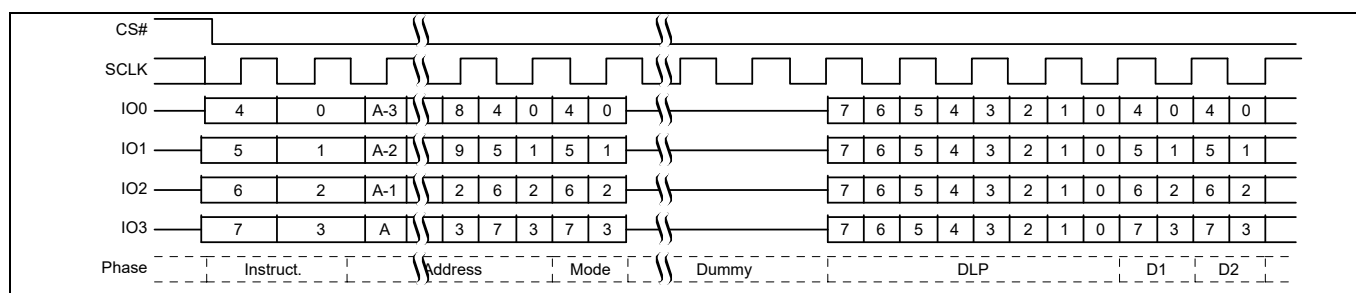 CS#
SCLK
IO0 4 0 A-3 8 4 0 4 0 7 6 5 4 3 2 1 0 4 0 4 0
IO1 5 1 A-2 9 5 1 5 1 7 6 5 4 3 2 1 0 5 1 5 1
IO2 6 2 A-1 2 6 2 6 2 7 6 5 4 3 2 1 0 6 2 6 2
IO3 7 3 A 3 7 3 7 3 7 6 5 4 3 2 1 0 7 3 7 3
Phase Instruct. Address Mode Dummy DLP D1 D2